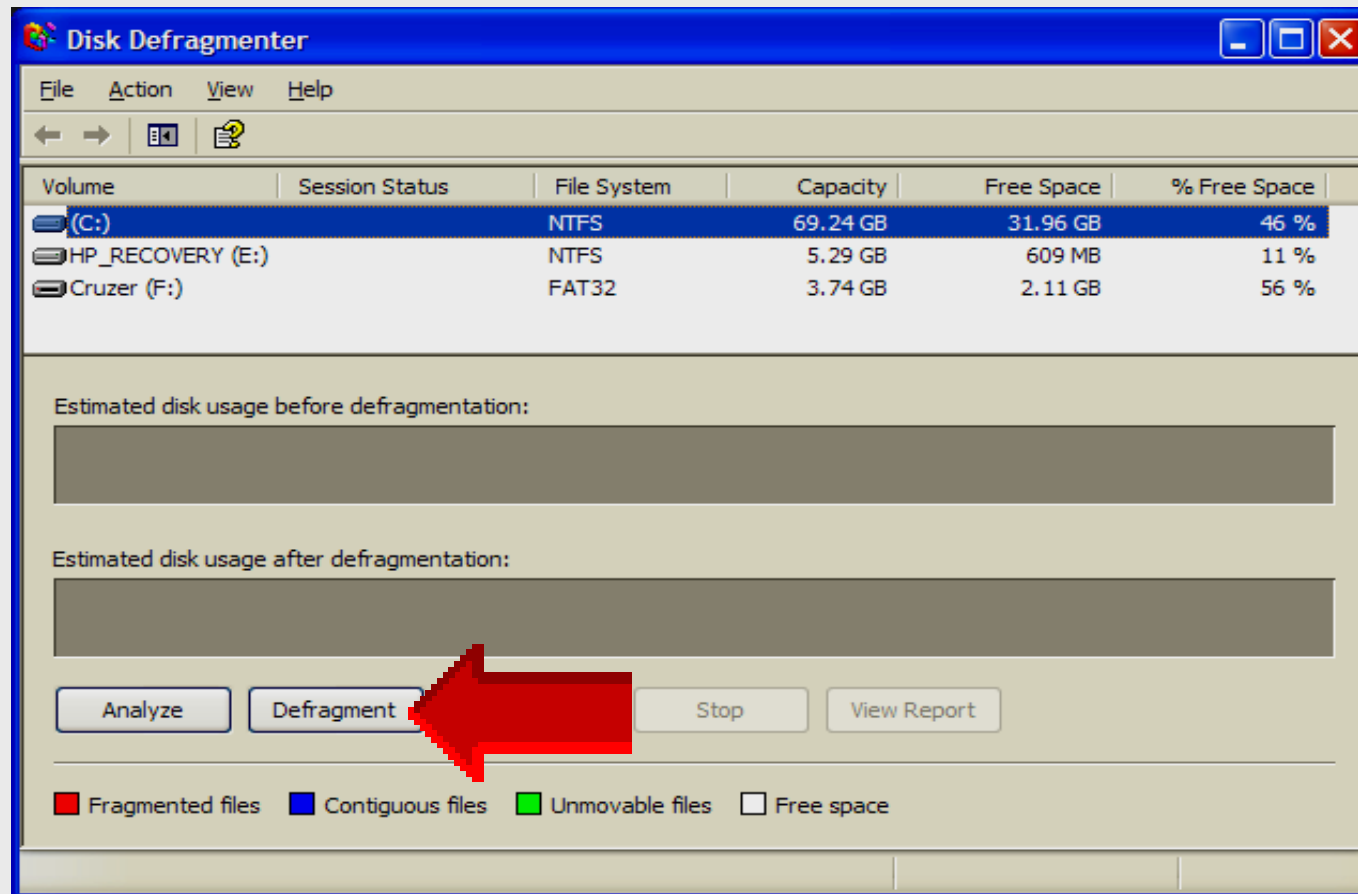 Disk Defragmenter
File Action View Help
Volume Session Status File System Capacity Free Space % Free Space
(C:) NTFS 69.24 GB 31.96 GB 46 %
HP_RECOVERY (E:) NTFS 5.29 GB 609 MB 11 %
Cruzer (F:) FAT32 3.74 GB 2.11 GB 56 %
Estimated disk usage before defragmentation:
Estimated disk usage after defragmentation:
Analyze Defragment Stop View Report
Fragmented files Contiguous files Unmovable files Free space